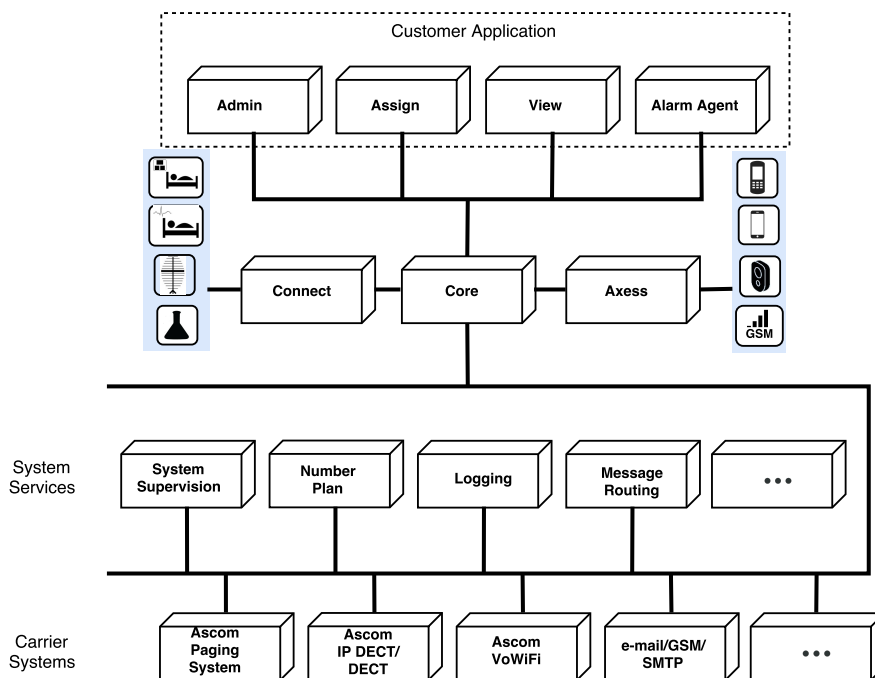 Customer Application
Admin
Assign
View
Alarm Agent
Connect
Core
Axess
GSM
System
Services
System
Supervision
Number
Plan
Logging
Message
Routing
•••
Carrier
Systems
Ascom
Paging
System
Ascom
IP DECT/
DECT
Ascom
VoWiFi
e-mail/GSM/
SMTP
•••